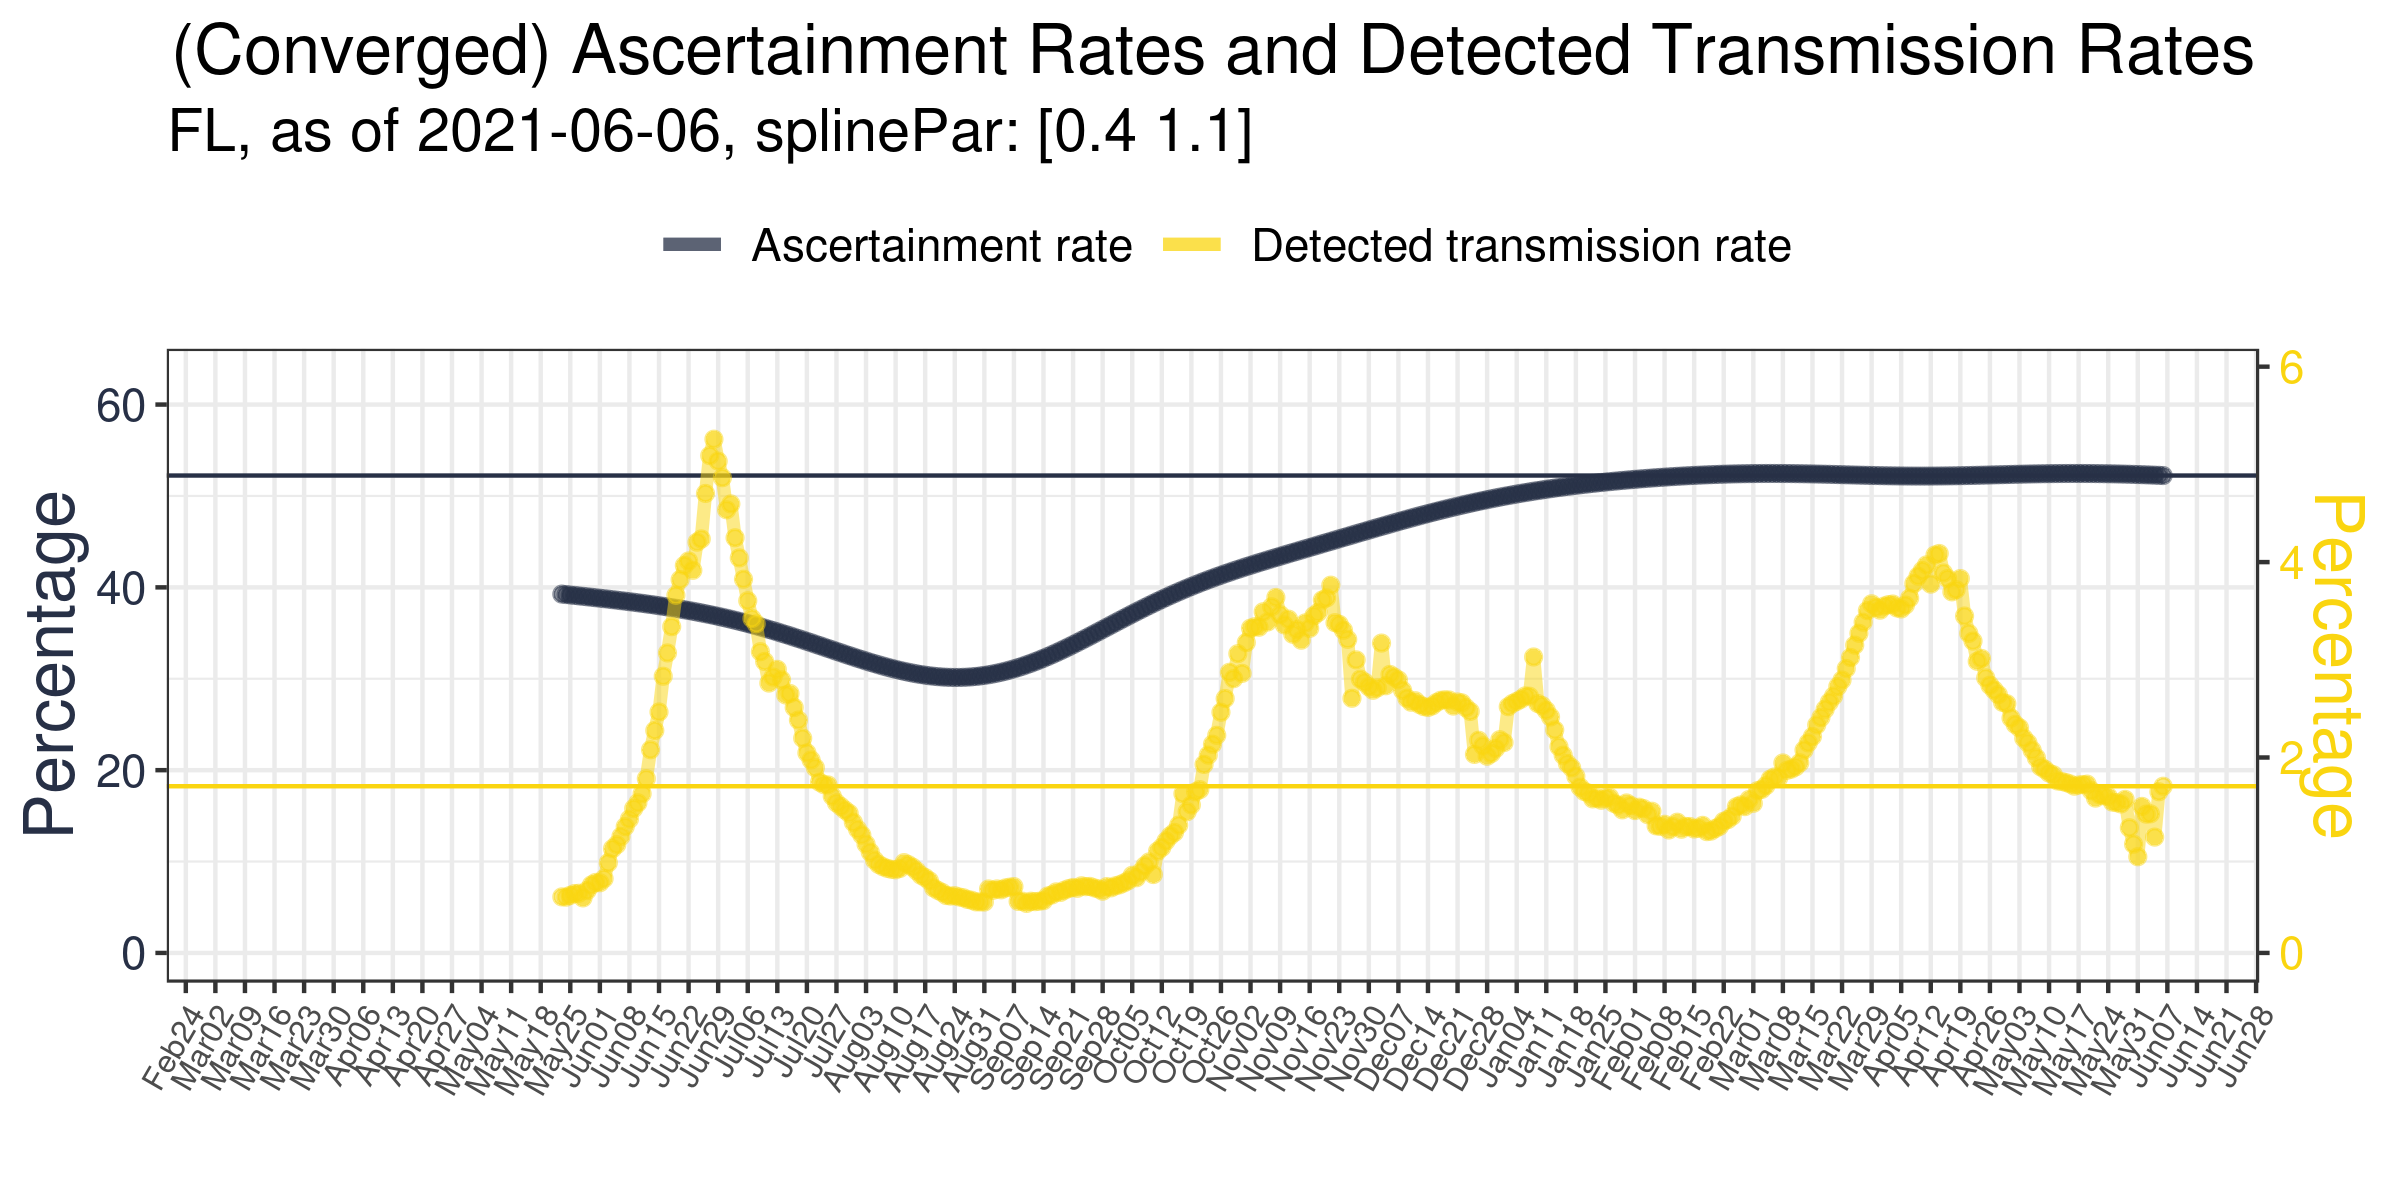 (Converged) Ascertainment Rates and Detected Transmission Rates
FL, as of 2021-06-06, splinePar: [0.4 1.1]
Ascertainment rate
Detected transmission rate
Percentage
60
40
20
0
6
4
2
0
Percentage
Feb24
Mar02
Mar09
Mar16
Mar23
Mar30
Apr06
Apr13
Apr20
Apr27
May04
May11
May18
May25
Jun01
Jun08
Jun15
Jun22
Jun29
Jul06
Jul13
Jul20
Jul27
Aug03
Aug10
Aug17
Aug24
Aug31
Sep07
Sep14
Sep21
Sep28
Oct05
Oct12
Oct19
Oct26
Nov02
Nov09
Nov16
Nov23
Nov30
Dec07
Dec14
Dec21
Dec28
Jan04
Jan11
Jan18
Jan25
Feb01
Feb08
Feb15
Feb22
Mar01
Mar08
Mar15
Mar22
Mar29
Apr05
Apr12
Apr19
Apr26
May03
May10
May17
May24
May31
Jun07
Jun14
Jun21
Jun28